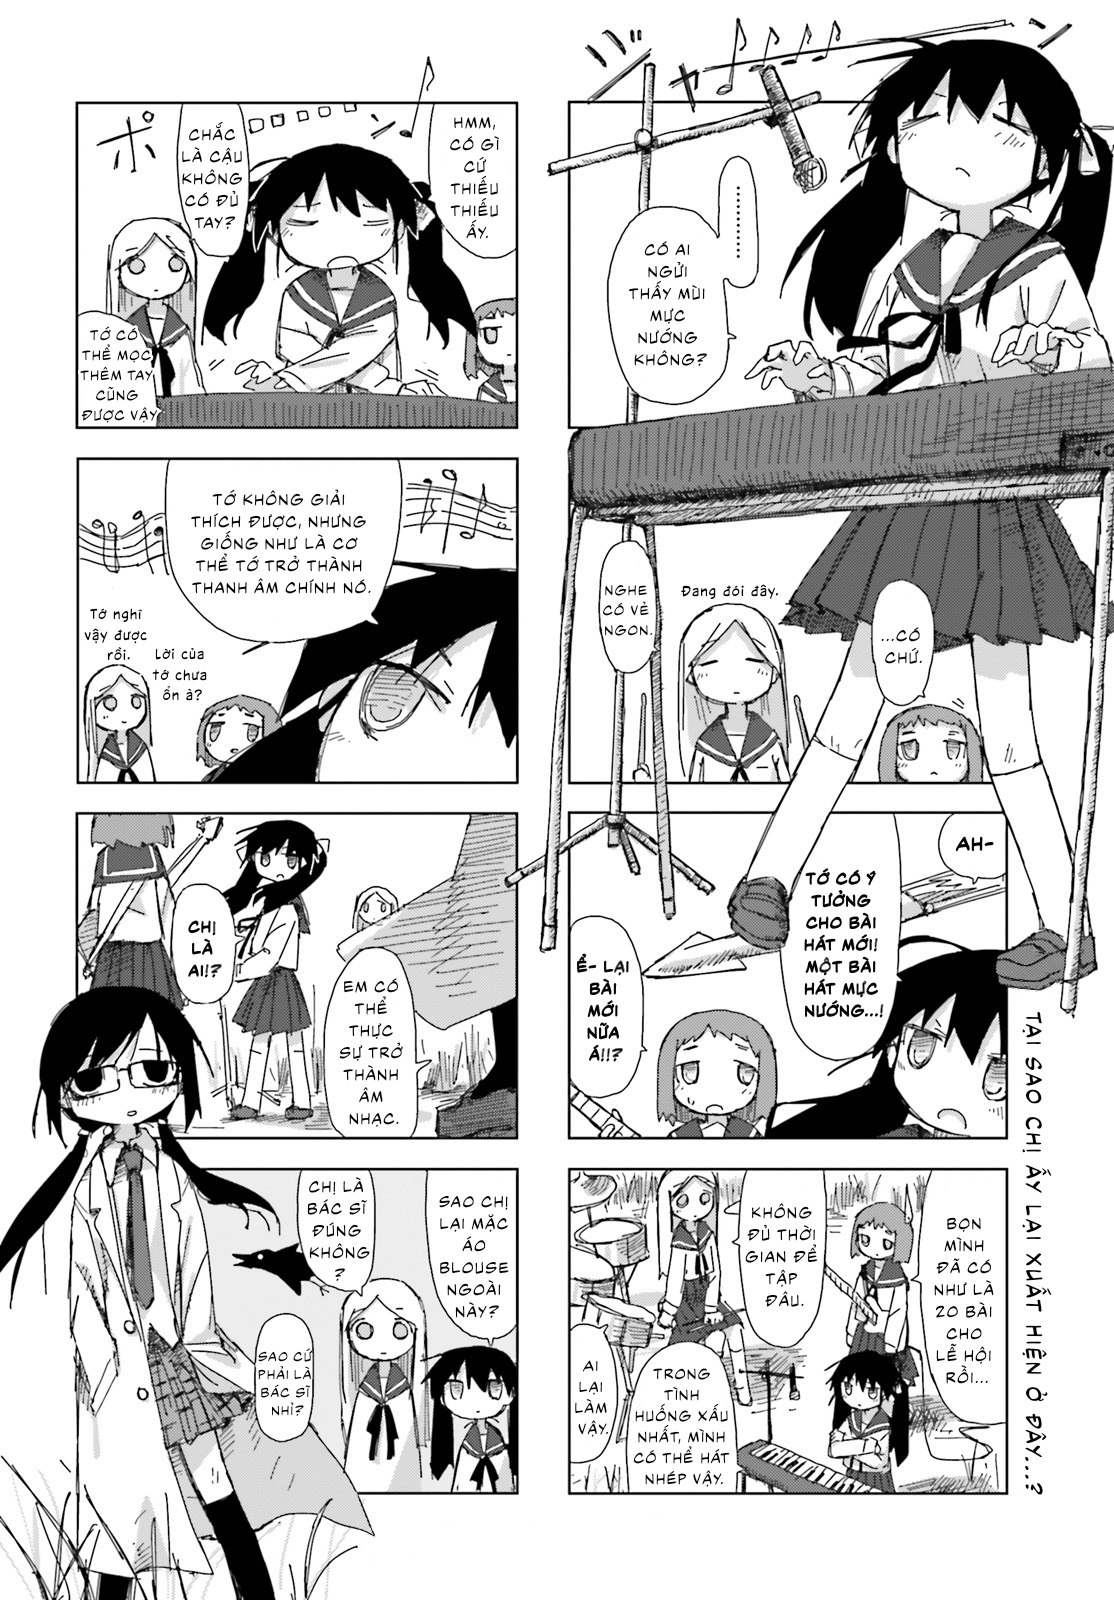 .........
CÓ AI
NGỬI
THẤY MÙI
MỰC
NƯỚNG
KHÔNG?
NGHE
CÓ VẺ
NGON.
Đang đói đây.
...CÓ
CHỨ.
AH-
TỚ CÓ Ý
TƯỞNG
CHO BÀI
HÁT MỚI!
MỘT BÀI
HÁT MỰC
NƯỚNG...!
Ể- LẠI
BÀI
MỚI
NỮA
Á!!?
BỌN
MÌNH
ĐÃ CÓ
NHƯ LÀ
20 BÀI
CHO
LỄ HỘI
RỒI...
KHÔNG
ĐỦ THỜI
GIAN ĐỂ
TẬP
ĐÂU.
TRONG
TÌNH
HUỐNG XẤU
NHẤT, MÌNH
CÓ THỂ HÁT
NHÉP VẬY.
AI
LẠI
LÀM
VẬY.
TẠI SAO CHỊ ẤY LẠI XUẤT HIỆN Ở ĐÂY...?
HMM,
CÓ GÌ
CỨ
THIẾU
THIẾU
ẤY.
ポ
CHẮC
LÀ CẬU
KHÔNG
CÓ ĐỦ
TAY?
TỚ CÓ
THỂ MỌC
THÊM TAY
CŨNG
ĐƯỢC VẬY
TỚ KHÔNG GIẢI
THÍCH ĐƯỢC, NHƯNG
GIỐNG NHƯ LÀ CƠ
THỂ TỚ TRỞ THÀNH
THANH ÂM CHÍNH NÓ.
Tớ nghĩ
vậy được
rồi.
Lời của
tớ chưa
ổn à?
CHỊ
LÀ
AI!?
EM CÓ
THỂ
THỰC
SỰ TRỞ
THÀNH
ÂM
NHẠC.
SAO CHỊ
LẠI MẶC
ÁO
BLOUSE
NGOÀI
NÀY?
CHỊ LÀ
BÁC SĨ
ĐÚNG
KHÔNG
?
SAO CỨ
PHẢI LÀ
BÁC SĨ
NHỈ?